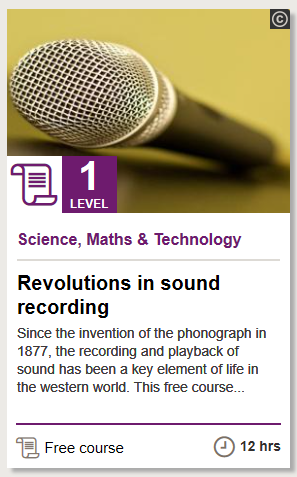 ©
1
LEVEL
Science, Maths & Technology
Revolutions in sound
recording
Since the invention of the phonograph in
1877, the recording and playback of
sound has been a key element of life in
the western world. This free course...
Free course
12 hrs